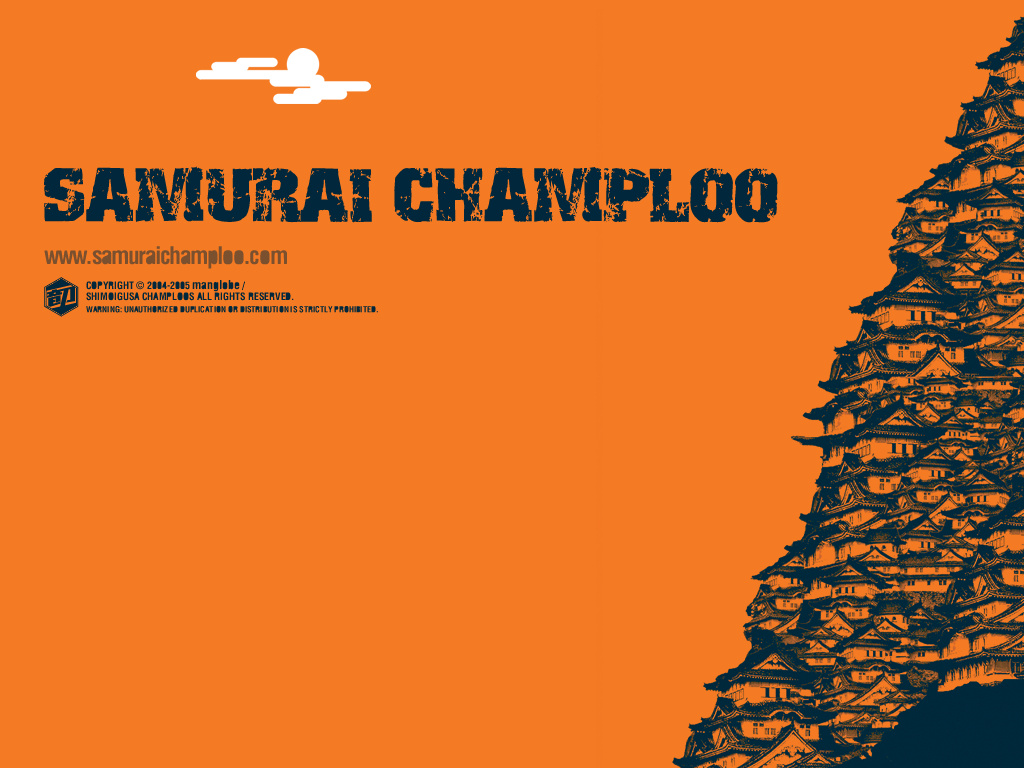 SAMURAI CHAMPLOO
www.samuraichamploo.com
COPYRIGHT © 2004-2005 manglobe /
SHIMOIGUSA CHAMPLOOS ALL RIGHTS RESERVED.
WARNING: UNAUTHORIZED DUPLICATION OR DISTRIBUTION IS STRICTLY PROHIBITED.